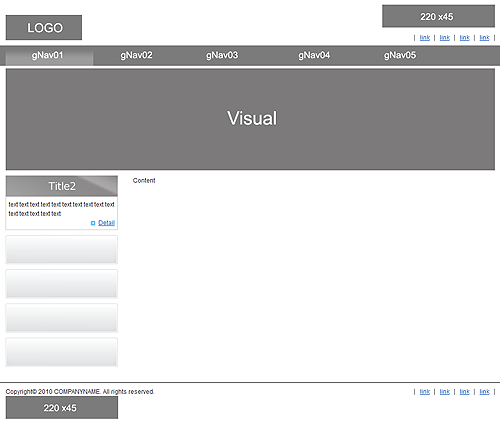 LOGO
220 x45
| link | link | link | link |
gNav01 gNav02 gNav03 gNav04 gNav05
Visual
Title2
text text text text text text text text text text
text text text text text
Detail
Content
Copyright© 2010 COMPANYNAME. All rights reserved.
| link | link | link | link |
220 x45